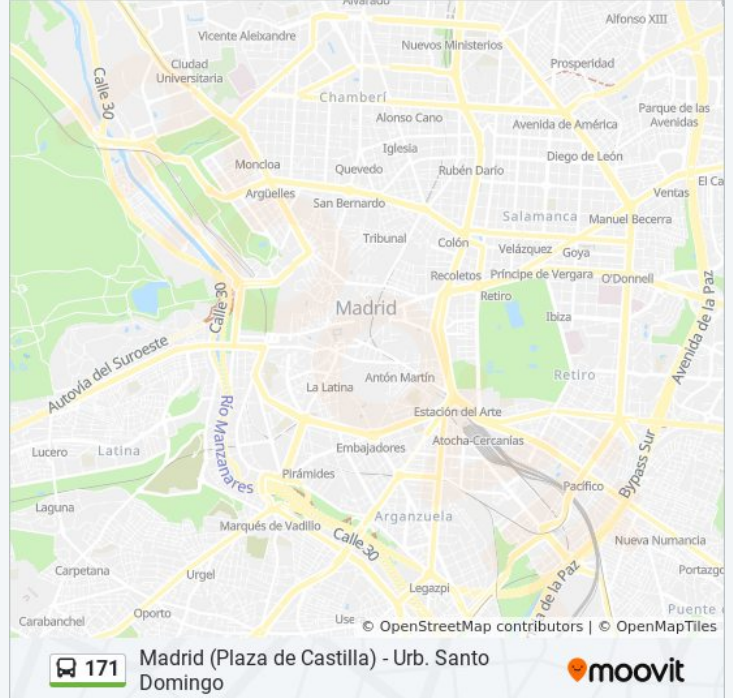 Alvarado
Alfonso XIII
Vicente Aleixandre
Nuevos Ministerios
Ciudad
Universitaria
Prosperidad
Calle 30
Chamberí
Parque de las
Avenidas
Alonso Cano
Avenida de América
Iglesia
Diego de León
Moncloa
Quevedo
Rubén Darío
El Ca
Argüelles
Ventas
San Bernardo
Salamanca
Manuel Becerra
Tribunal
Colón
Velázquez
Goya
Recoletos
Príncipe de Vergara
O'Donnell
Retiro
Calle 30
Madrid
Ibiza
Avenida de la Paz
Autovía del Suroeste
Retiro
Antón Martín
La Latina
Estación del Arte
Río Manzanares
Atocha-Cercanías
Embajadores
Lucero
Latina
Bypass Sur
Pirámides
Pacífico
Laguna
Arganzuela
Marqués de Vadillo
Calle 30
Nueva Numancia
Carpetana
Urgel
Portazgo
Legazpi
a de la Paz
Oporto
Puente
Carabanchel
Use
© OpenStreetMap contributors | © OpenMapTiles
171
Madrid (Plaza de Castilla) - Urb. Santo
Domingo
moovit